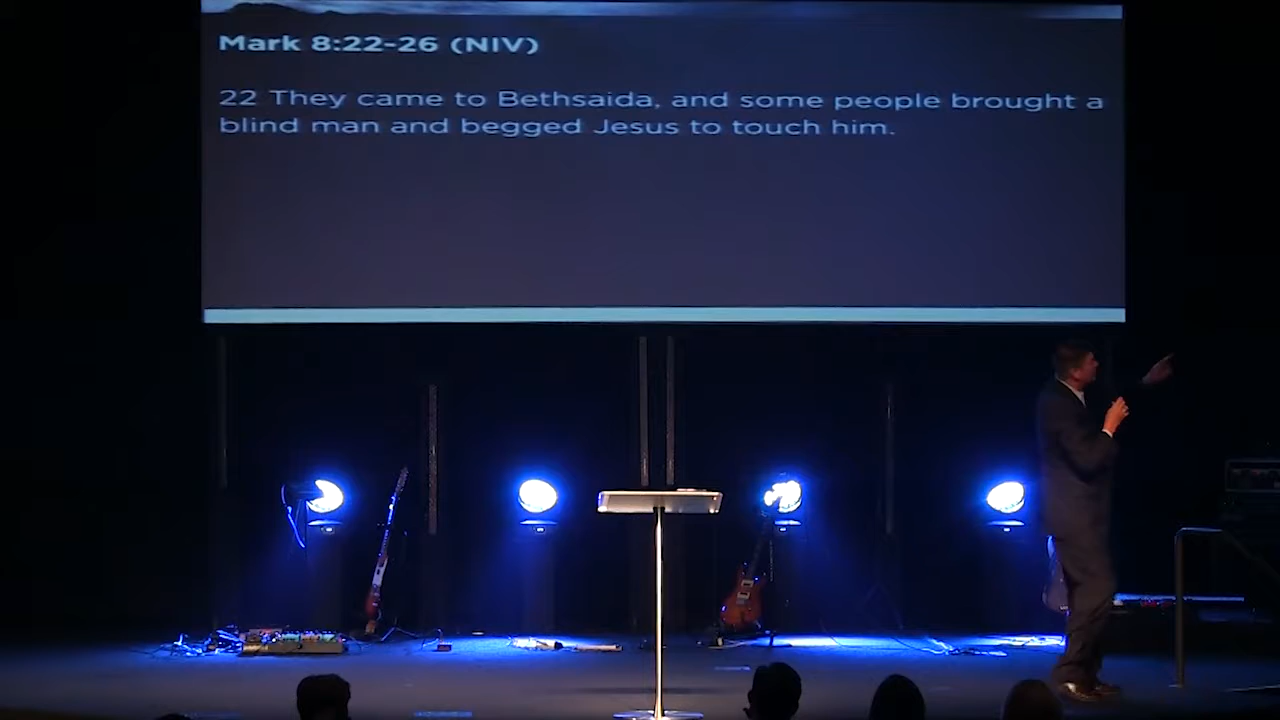 Mark 8:22-26 (NIV)
22 They came to Bethsaida, and some people brought a
blind man and begged Jesus to touch him.